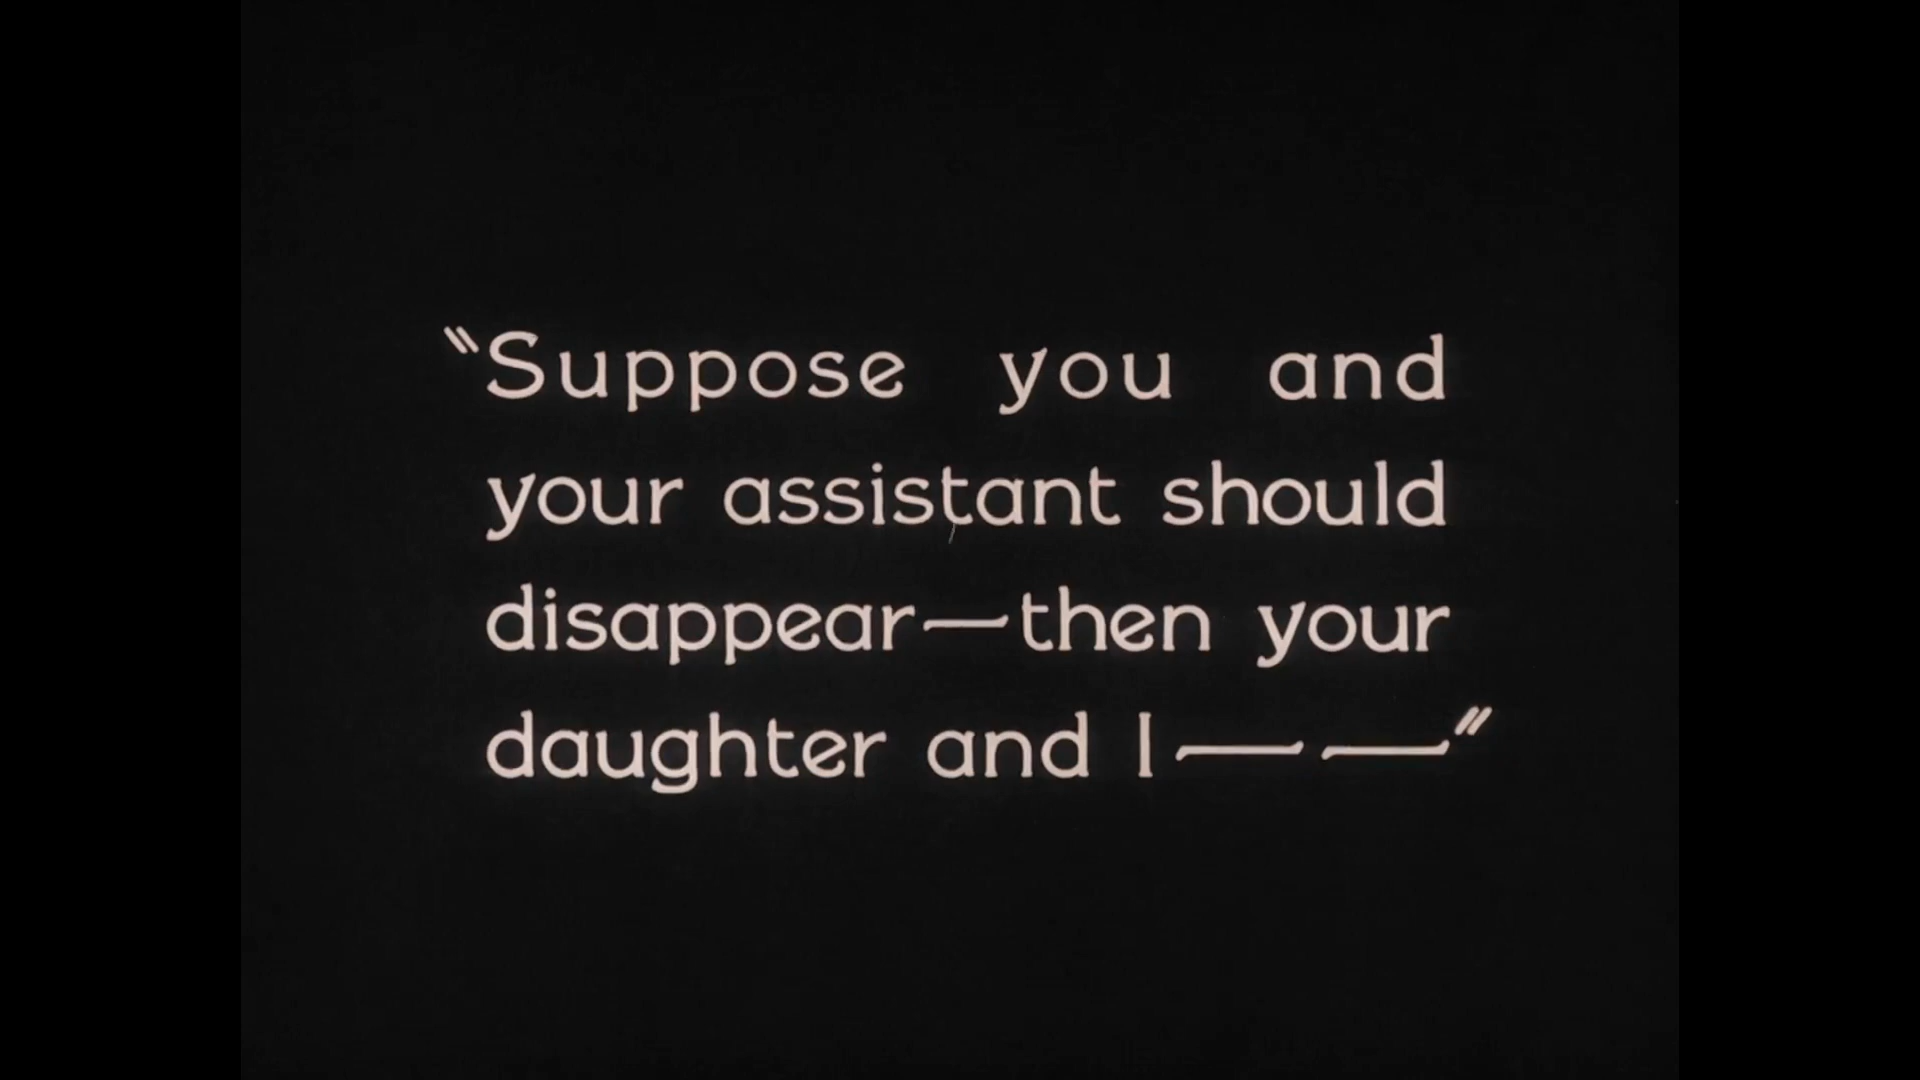 "Suppose you and
your assistant should
disappear—then your
daughter and I— —"